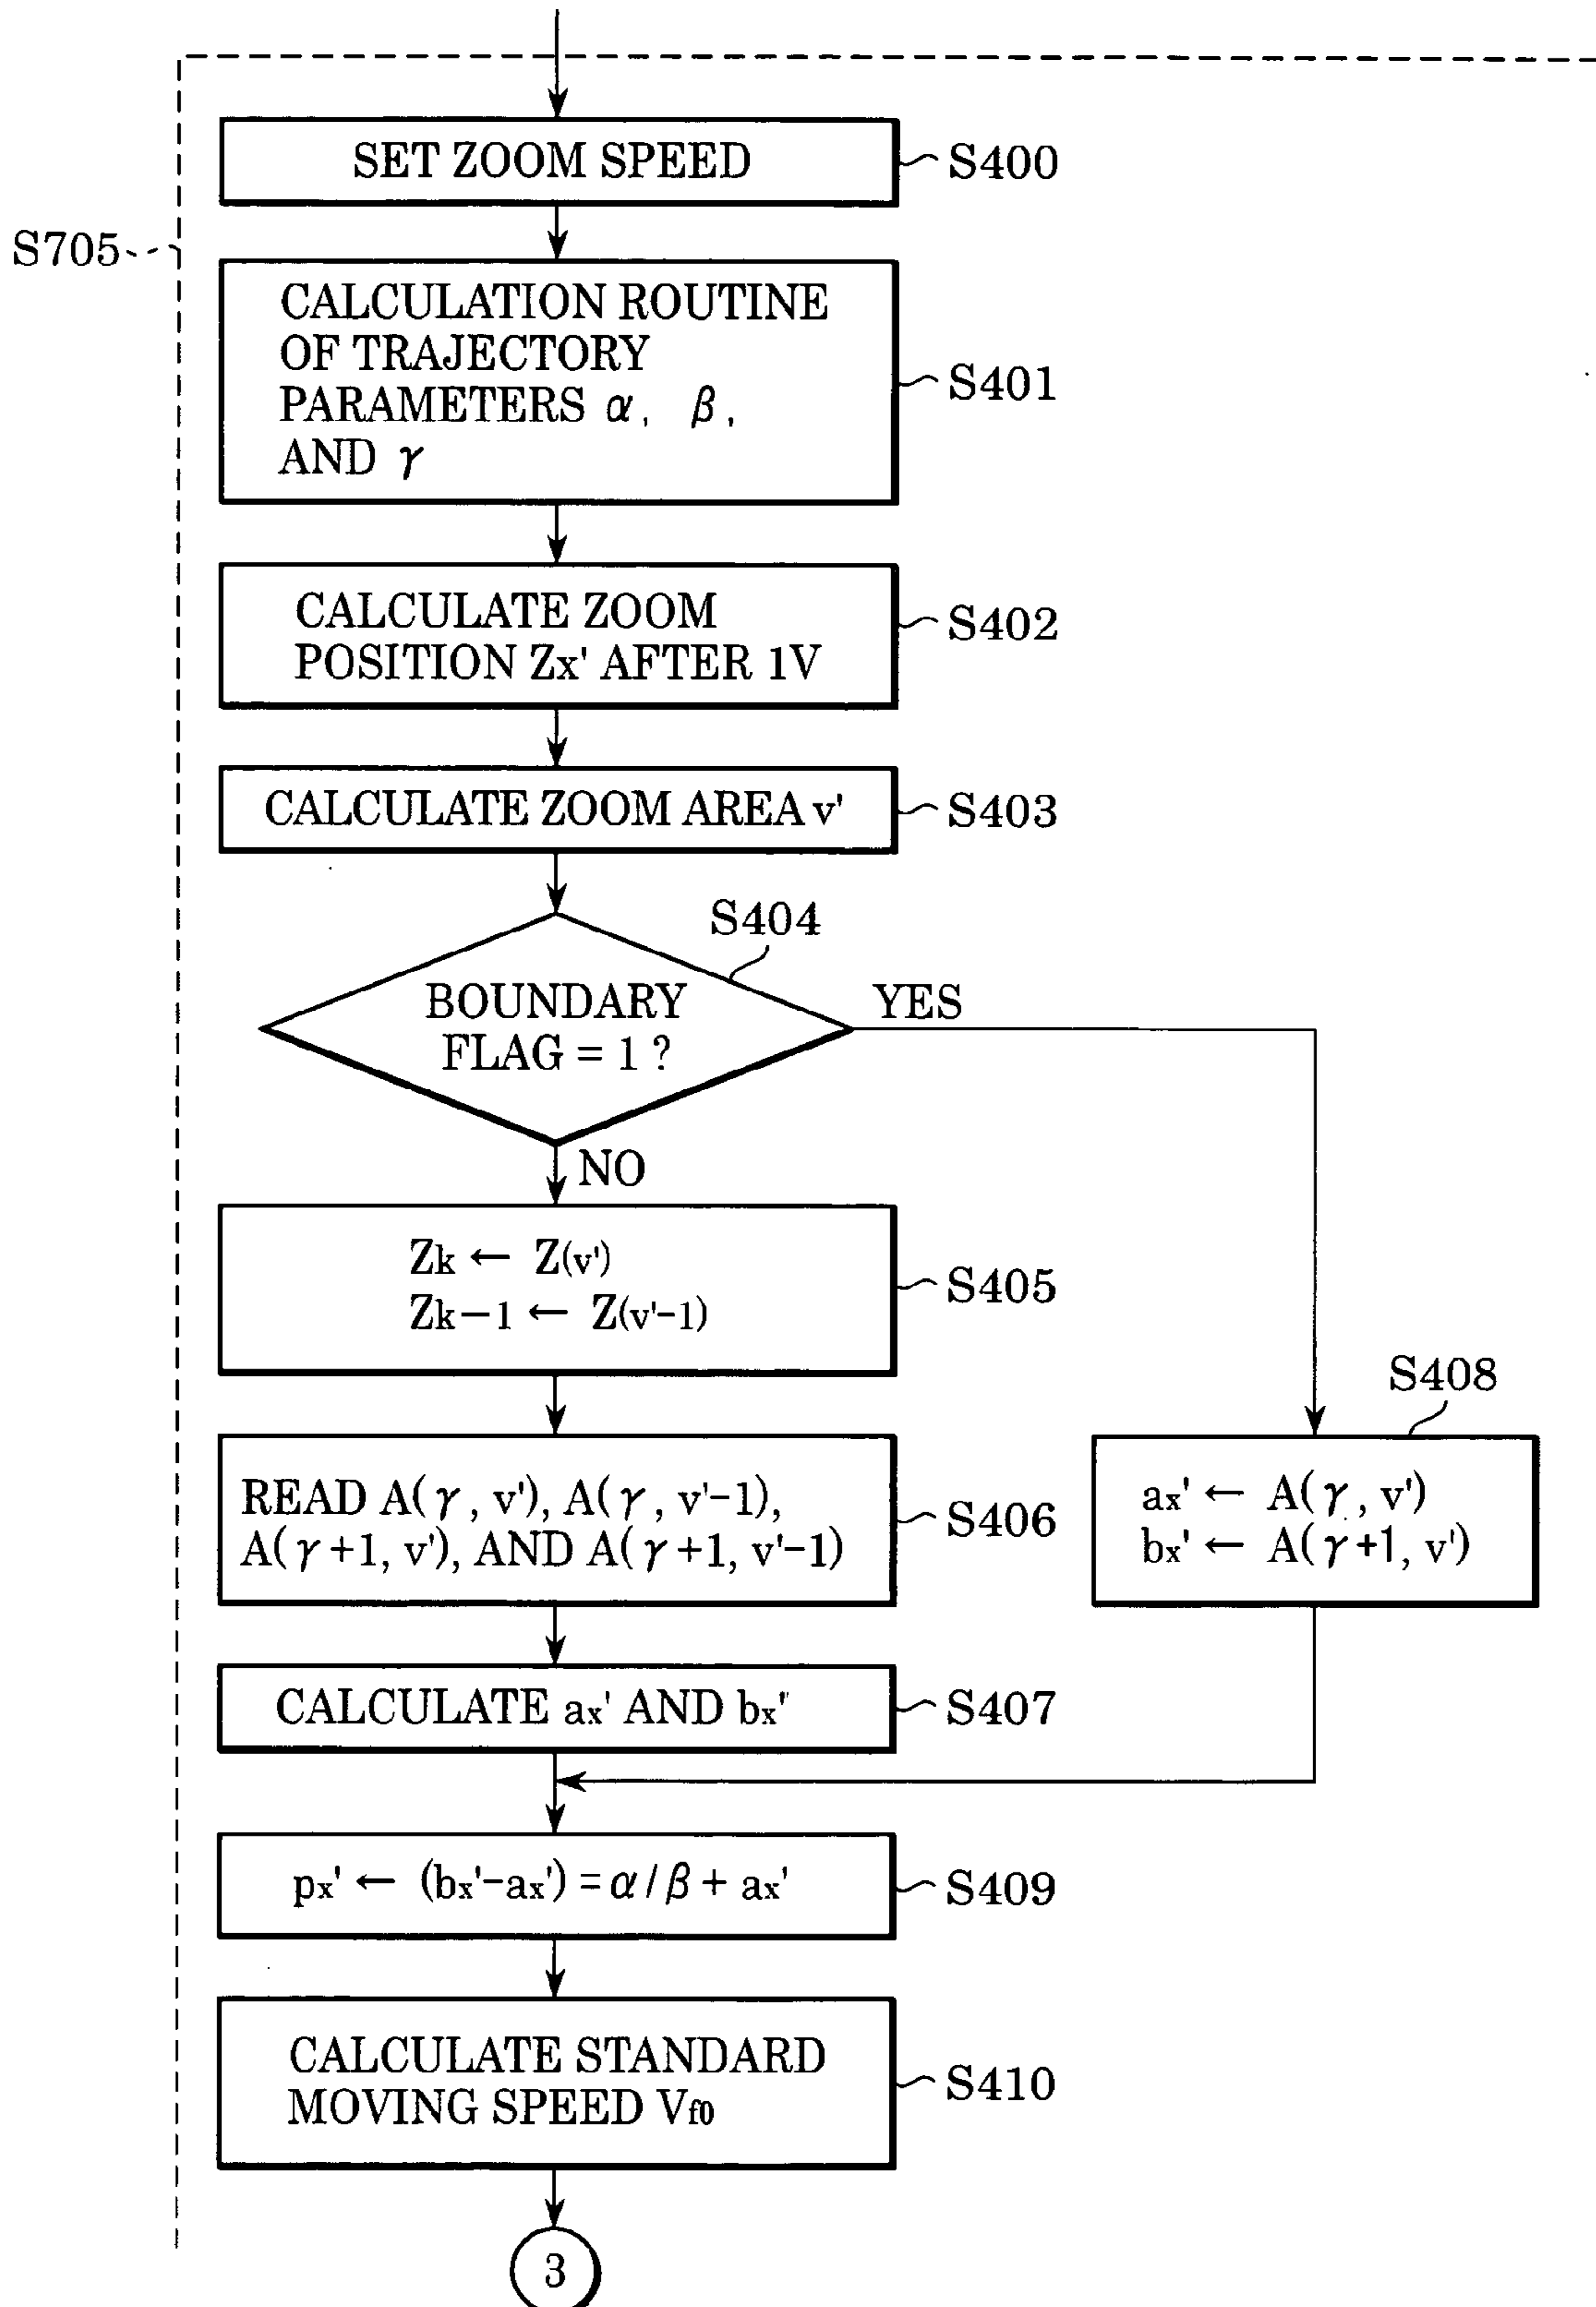 SET ZOOM SPEED
S400
S705
CALCULATION ROUTINE
OF TRAJECTORY
PARAMETERS α, β,
AND γ
S401
CALCULATE ZOOM
POSITION Zx' AFTER 1V
S402
CALCULATE ZOOM AREA v'
S403
S404
BOUNDARY
FLAG = 1 ?
YES
NO
Zk ← Z(v')
Zk−1 ← Z(v'-1)
S405
READ A(γ, v'), A(γ, v'-1),
A(γ+1, v'), AND A(γ+1, v'-1)
S406
S408
ax' ← A(γ, v')
bx' ← A(γ+1, v')
CALCULATE ax' AND bx'
S407
px' ← (bx'-ax') = α / β + ax'
S409
CALCULATE STANDARD
MOVING SPEED Vf0
S410
3